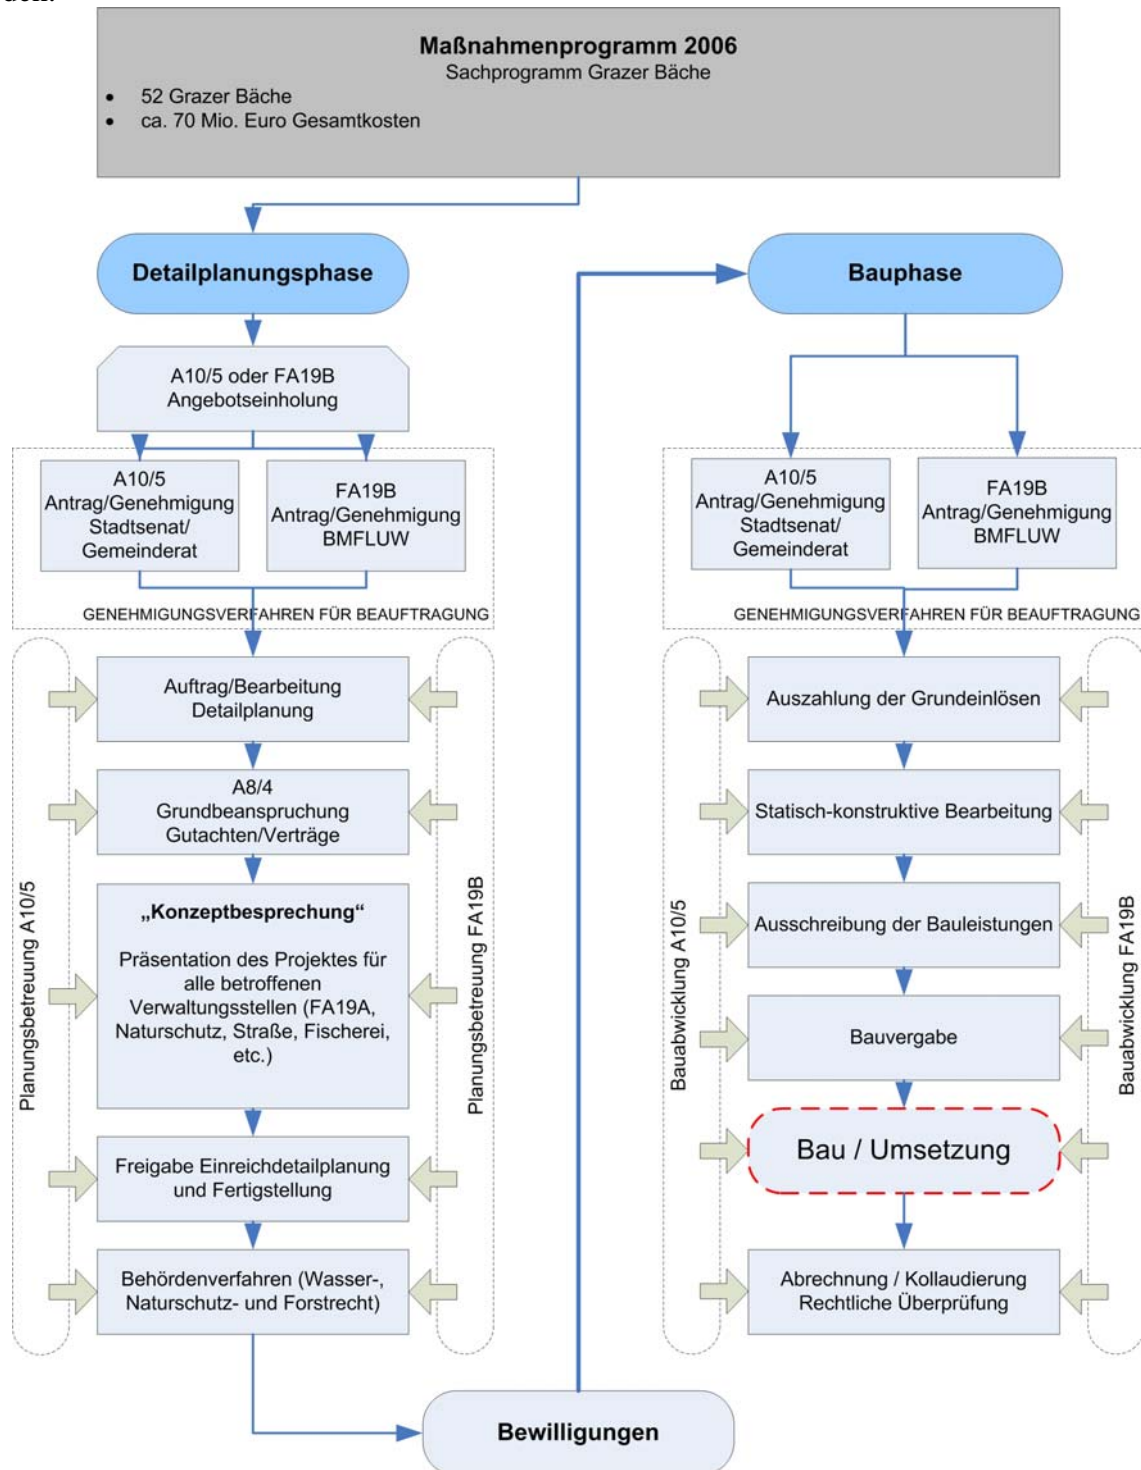 Maßnahmenprogramm 2006
Sachprogramm Grazer Bäche
• 52 Grazer Bäche
• ca. 70 Mio. Euro Gesamtkosten
Detailplanungsphase
A10/5 oder FA19B
Angebotseinholung
A10/5
Antrag/Genehmigung
Stadtsenat/
Gemeinderat
FA19B
Antrag/Genehmigung
BMFLUW
GENEHMIGUNGSVERFAHREN FÜR BEAUFTRAGUNG
Planungsbetreuung A10/5
Auftrag/Bearbeitung
Detailplanung
A8/4
Grundbeanspruchung
Gutachten/Verträge
„Konzeptbesprechung“
Präsentation des Projektes für
alle betroffenen
Verwaltungsstellen (FA19A,
Naturschutz, Straße, Fischerei,
etc.)
Freigabe Einreichdetailplanung
und Fertigstellung
Behördenverfahren (Wasser-,
Naturschutz- und Forstrecht)
Planungsbetreuung FA19B
Bewilligungen
Bauphase
A10/5
Antrag/Genehmigung
Stadtsenat/
Gemeinderat
FA19B
Antrag/Genehmigung
BMFLUW
GENEHMIGUNGSVERFAHREN FÜR BEAUFTRAGUNG
Bauabwicklung A10/5
Auszahlung der Grundeinlösen
Statisch-konstruktive Bearbeitung
Ausschreibung der Bauleistungen
Bauvergabe
Bau / Umsetzung
Abrechnung / Kollaudierung
Rechtliche Überprüfung
Bauabwicklung FA19B